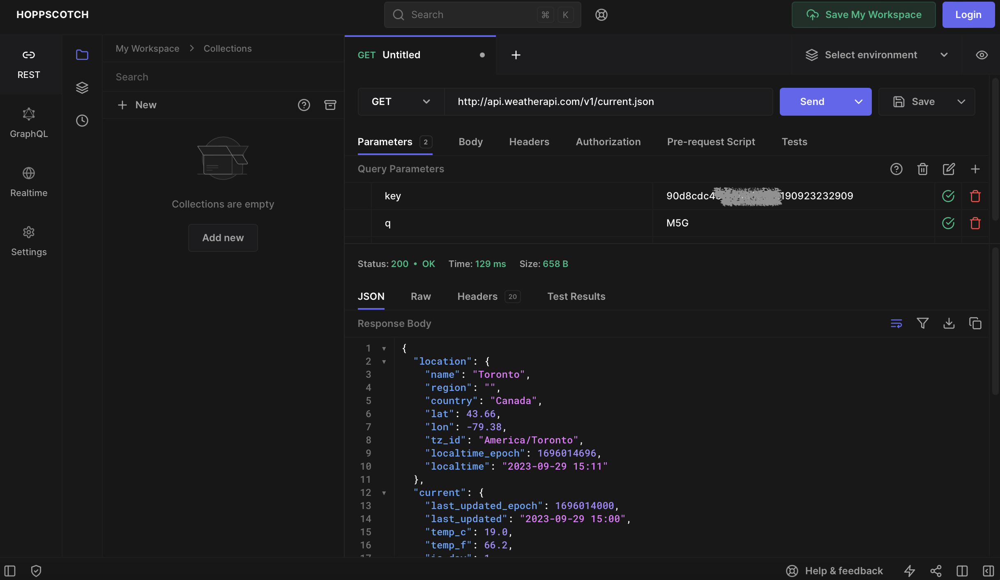 HOPPSCOTCH
Search ⌘ K
Save My Workspace
Login
REST
GraphQL
Realtime
Settings
My Workspace > Collections
Search
+ New
Collections are empty
Add new
GET Untitled
Select environment
GET http://api.weatherapi.com/v1/current.json
Send
Save
Parameters 2 Body Headers Authorization Pre-request Script Tests
Query Parameters
key 90d8cdc4 190923232909
q M5G
Status: 200 • OK Time: 129 ms Size: 658 B
JSON Raw Headers 20 Test Results
Response Body
1 {
2 "location": {
3 "name": "Toronto",
4 "region": "",
5 "country": "Canada",
6 "lat": 43.66,
7 "lon": -79.38,
8 "tz_id": "America/Toronto",
9 "localtime_epoch": 1696014696,
10 "localtime": "2023-09-29 15:11"
11 },
12 "current": {
13 "last_updated_epoch": 1696014000,
14 "last_updated": "2023-09-29 15:00",
15 "temp_c": 19.0,
16 "temp_f": 66.2,
Help & feedback